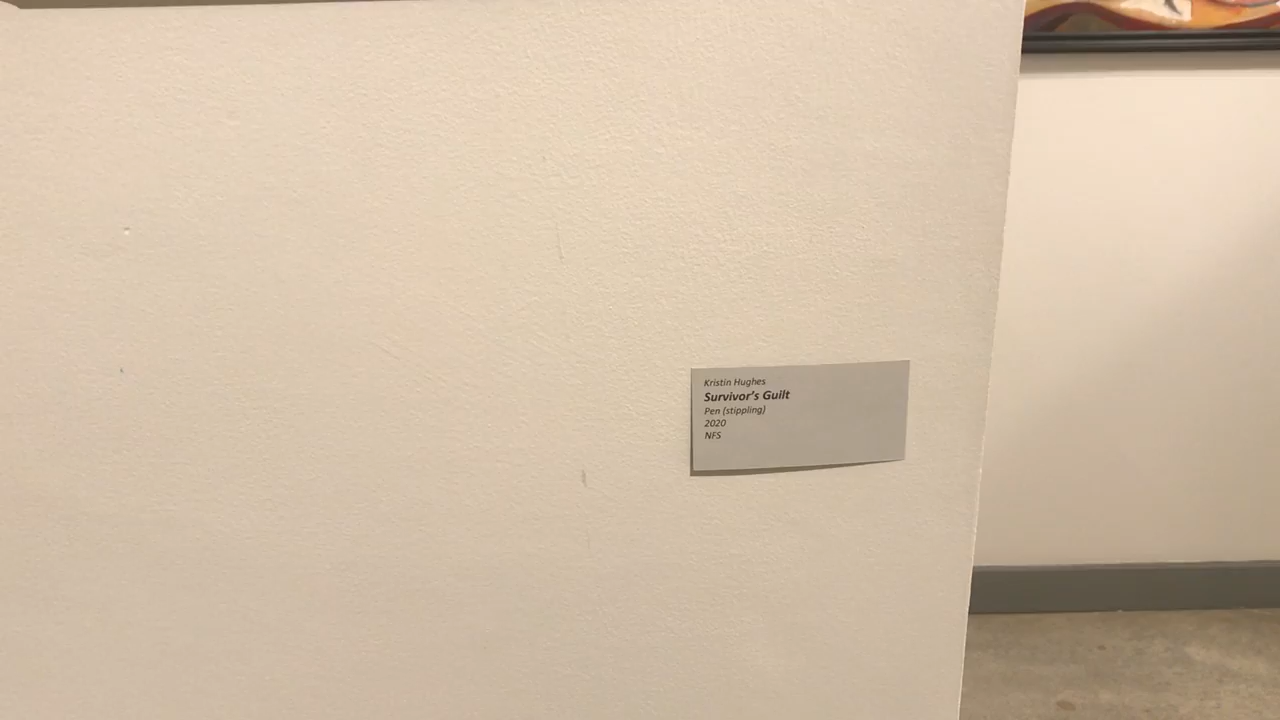 Kristin Hughes
Survivor's Guilt
Pen (stippling)
2020
NFS